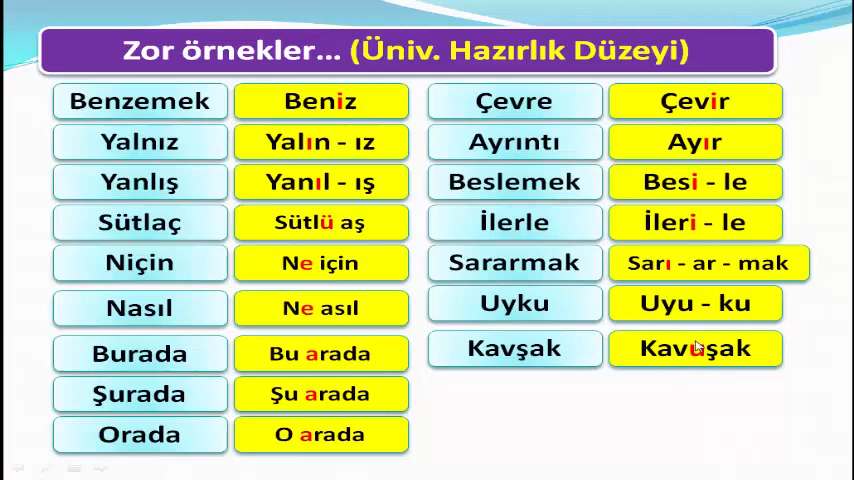 Zor örnekler... (Üniv. Hazırlık Düzeyi)
Benzemek Beniz Çevre Çevir
Yalnız Yalın - ız Ayrıntı Ayır
Yanlış Yanıl - ış Beslemek Besi - le
Sütlaç Sütlü aş İlerle İleri - le
Niçin Ne için Sararmak Sarı - ar - mak
Nasıl Ne asıl Uyku Uyu - ku
Burada Bu arada Kavşak Kavuşak
Şurada Şu arada
Orada O arada